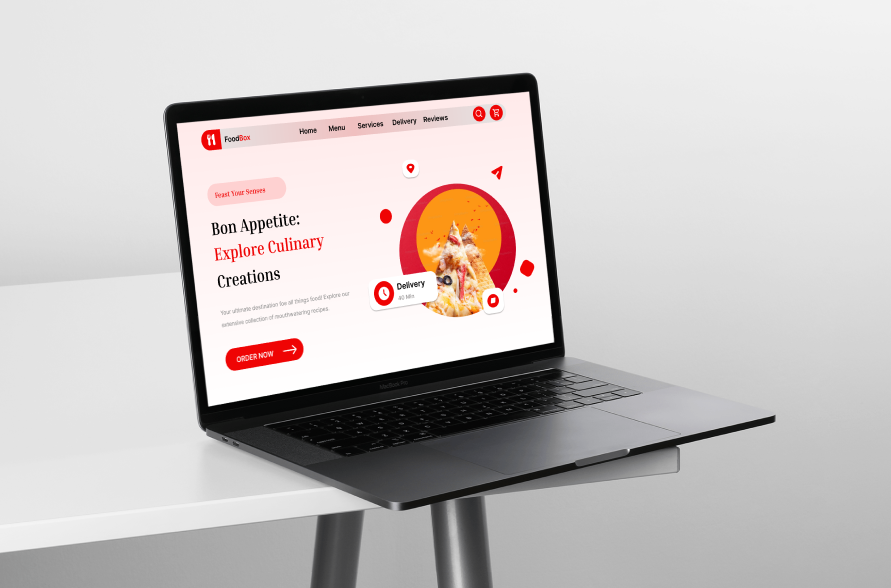 FoodBox
Home Menu Services Delivery Reviews
Feast Your Senses
Bon Appetite:
Explore Culinary
Creations
Your ultimate destination for all things food! Explore our
extensive collection of mouthwatering recipes.
ORDER NOW
Delivery
40 Min
MacBook Pro